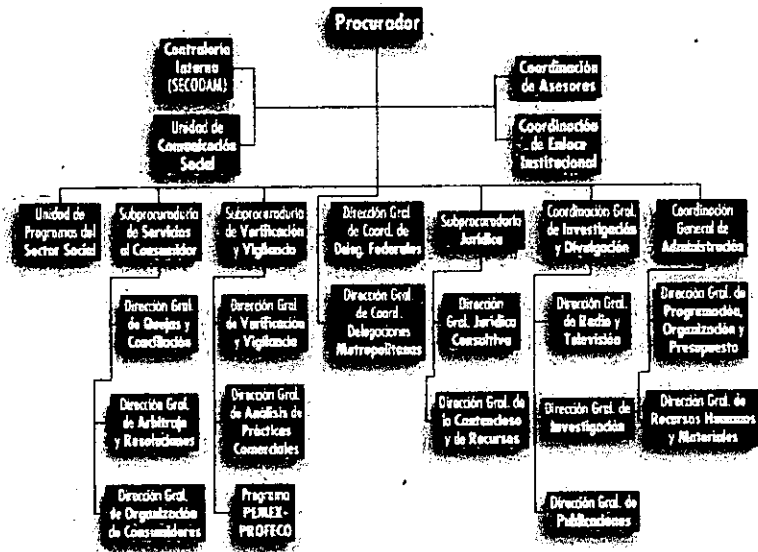 Procurador
Contraloría
Interna
(SECODAM)
Coordinación
de Asesores
Unidad de
Comunicación
Social
Coordinación
de Enlace
Institucional
Unidad de
Programas del
Sector Social
Subprocuraduría
de Servicios
al Consumidor
Subprocuraduría
de Verificación
y Vigilancia
Dirección Gral.
de Coord. de
Deleg. Federales
Subprocuraduría
Jurídica
Coordinación Gral.
de Investigación
y Divulgación
Coordinación
General de
Administración
Dirección Gral.
de Quejas y
Conciliación
Dirección Gral.
de Verificación
y Vigilancia
Dirección Gral.
de Coord.
Delegaciones
Metropolitanas
Dirección
Gral. Jurídica
Consultiva
Dirección Gral.
de Radio y
Televisión
Dirección Gral. de
Programación,
Organización y
Presupuesto
Dirección Gral.
de Arbitraje
y Resoluciones
Dirección Gral.
de Análisis de
Prácticas
Comerciales
Dirección Gral. de
lo Contencioso
y de Recursos
Dirección Gral. de
Investigación
Dirección Gral. de
Recursos Humanos
y Materiales
Dirección Gral.
de Organización
de Consumidores
Programa
PEMEX-
PROFECO
Dirección Gral. de
Publicaciones